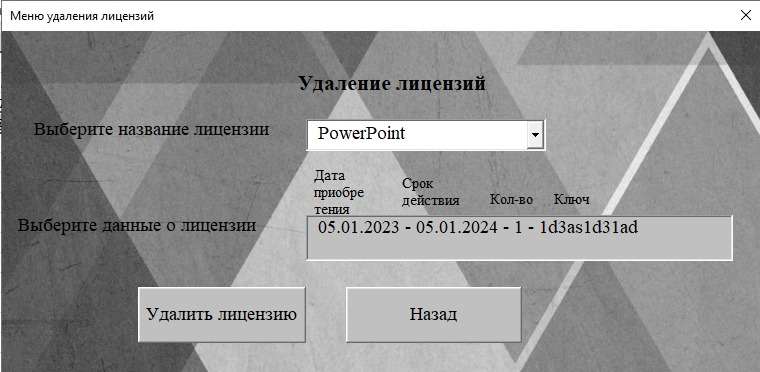 Меню удаления лицензий
Удаление лицензий
Выберите название лицензии
PowerPoint
Дата
приобре
тения
Срок
действия
Кол-во
Ключ
Выберите данные о лицензии
05.01.2023 - 05.01.2024 - 1 - 1d3as1d31ad
Удалить лицензию
Назад